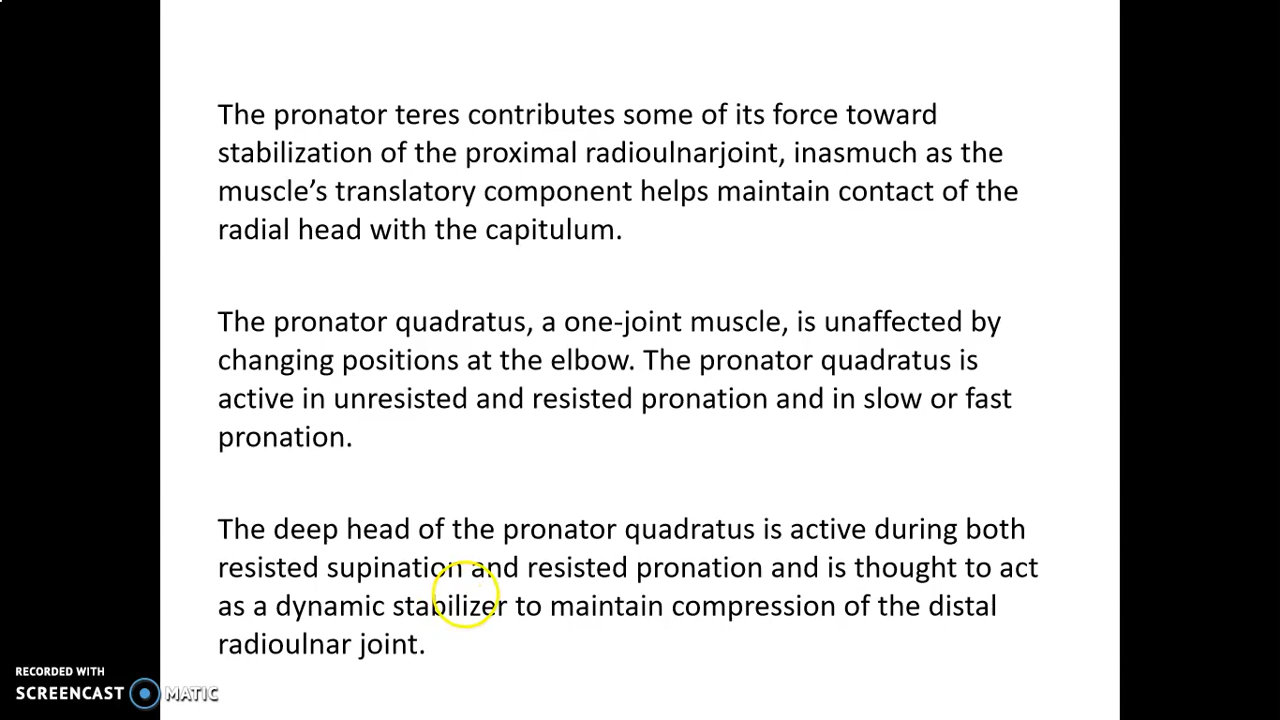 The pronator teres contributes some of its force toward
stabilization of the proximal radioulnarjoint, inasmuch as the
muscle’s translatory component helps maintain contact of the
radial head with the capitulum.
The pronator quadratus, a one-joint muscle, is unaffected by
changing positions at the elbow. The pronator quadratus is
active in unresisted and resisted pronation and in slow or fast
pronation.
The deep head of the pronator quadratus is active during both
resisted supination and resisted pronation and is thought to act
as a dynamic stabilizer to maintain compression of the distal
radioulnar joint.
RECORDED WITH
SCREENCAST MATIC